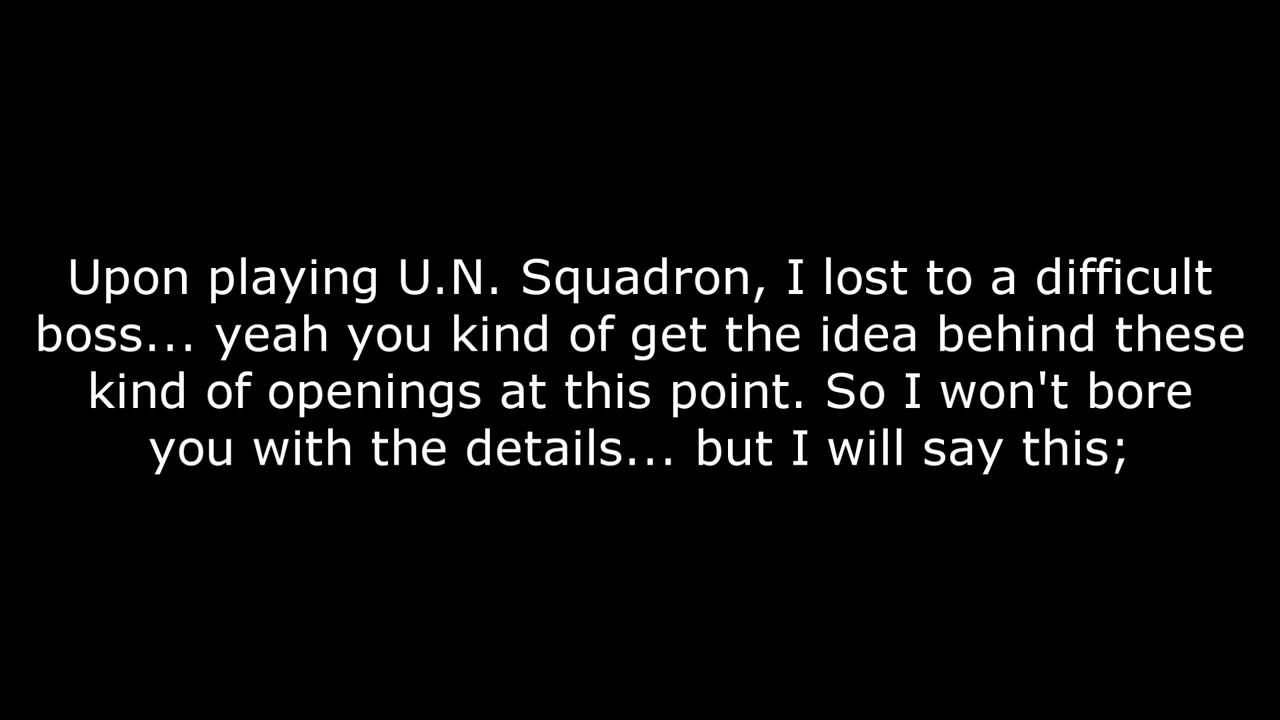 Upon playing U.N. Squadron, I lost to a difficult
boss... yeah you kind of get the idea behind these
kind of openings at this point. So I won't bore
you with the details... but I will say this;